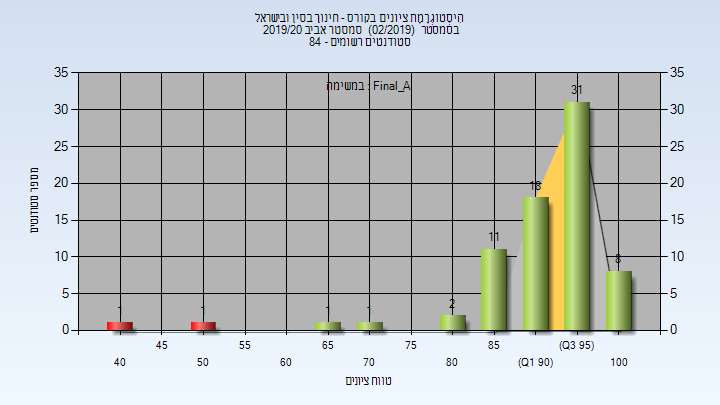 היסטוגרמת ציונים בקורס - חינוך בסין ובישראל
בסמסטר (02/2019) סמסטר אביב 2019/20
סטודנטים רשומים - 84
במשימה : Final_A
מספר סטודנטים
35 35
30 30
25 25
20 20
15 15
10 10
5 5
0 0
1 1 1 1 2 11 18 31 8
45 55 65 75 85 (Q3 95)
40 50 60 70 80 (Q1 90) 100
טווח ציונים